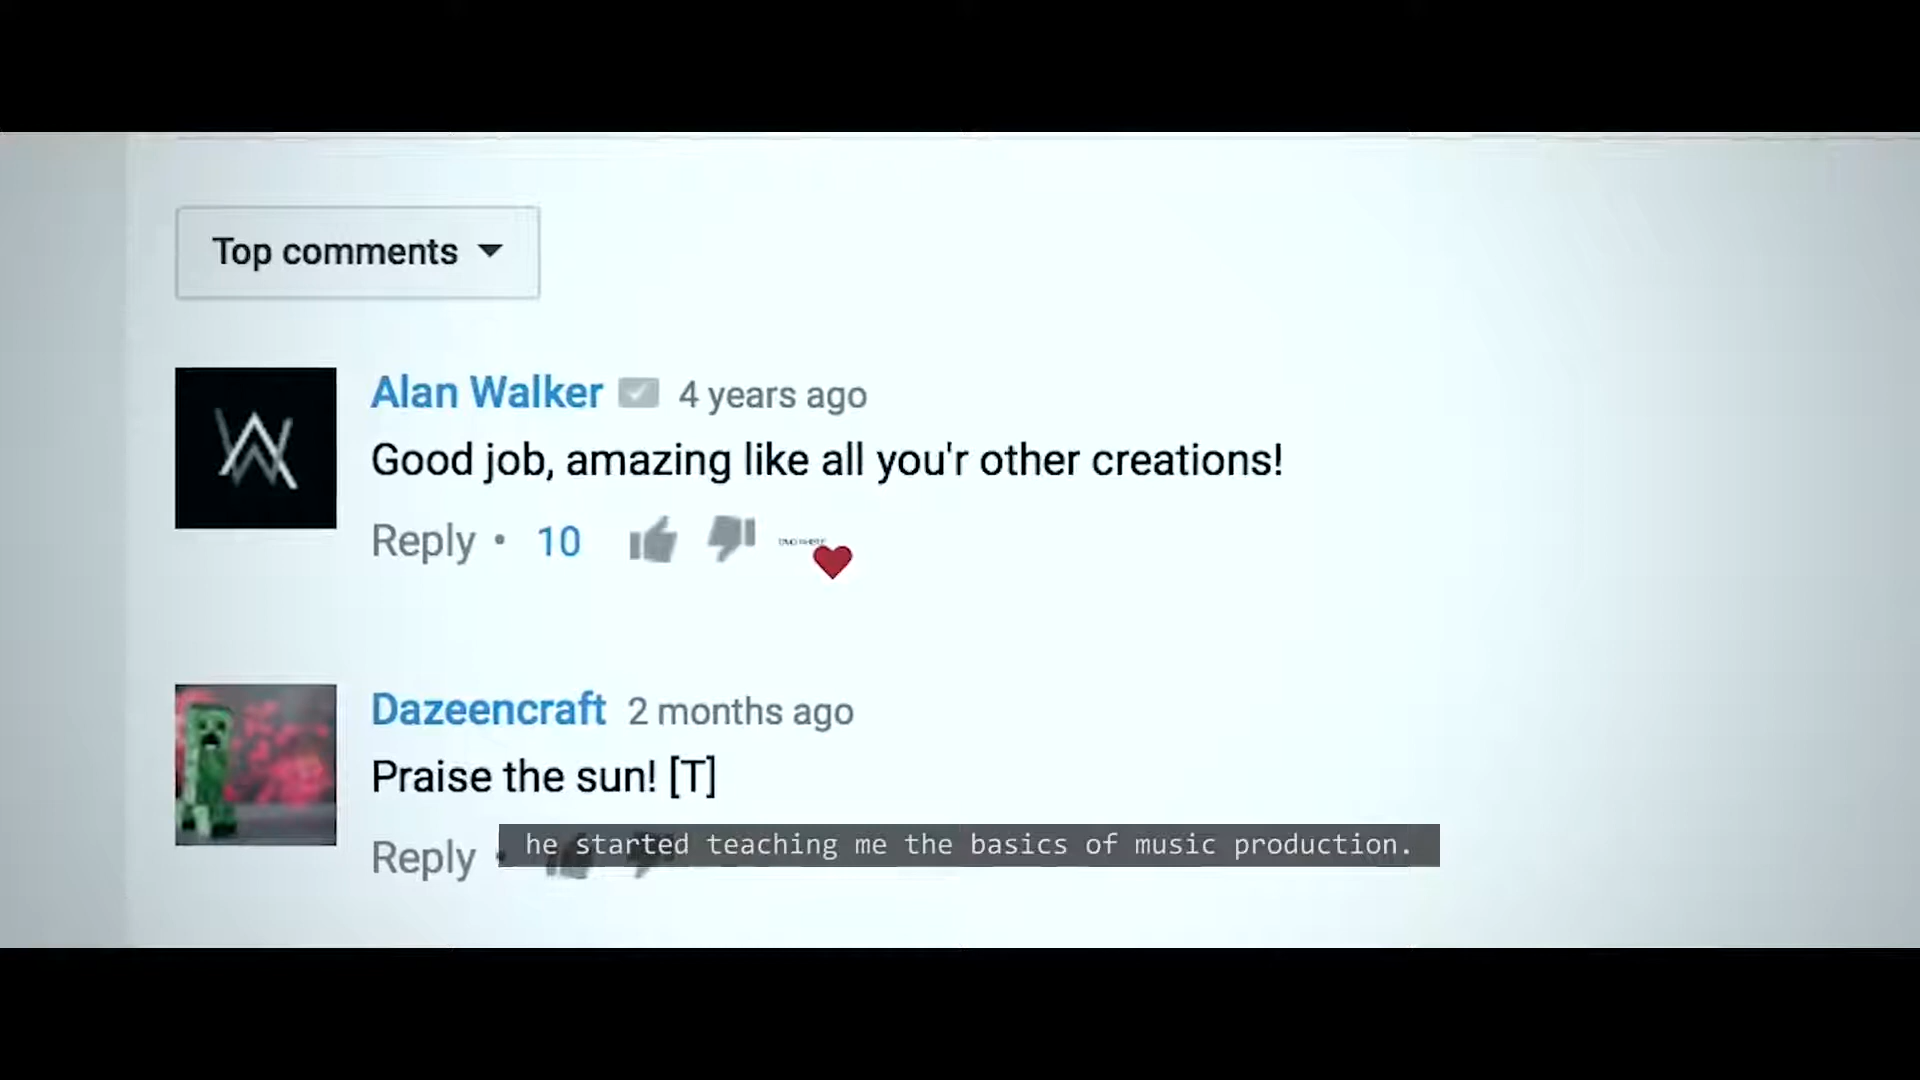 Top comments
Alan Walker 4 years ago
Good job, amazing like all you'r other creations!
Reply • 10
Dazeencraft 2 months ago
Praise the sun! [T]
Reply •
he started teaching me the basics of music production.